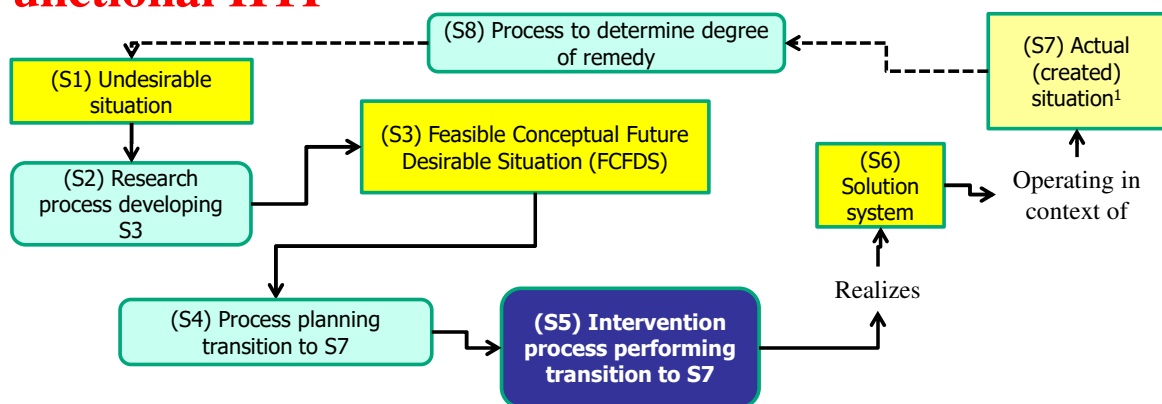 (S8) Process to determine degree
of remedy
(S7) Actual
(created)
situation¹
(S1) Undesirable
situation
(S3) Feasible Conceptual Future
Desirable Situation (FCFDS)
(S2) Research
process developing
S3
(S6)
Solution
system
Operating in
context of
Realizes
(S4) Process planning
transition to S7
(S5) Intervention
process performing
transition to S7